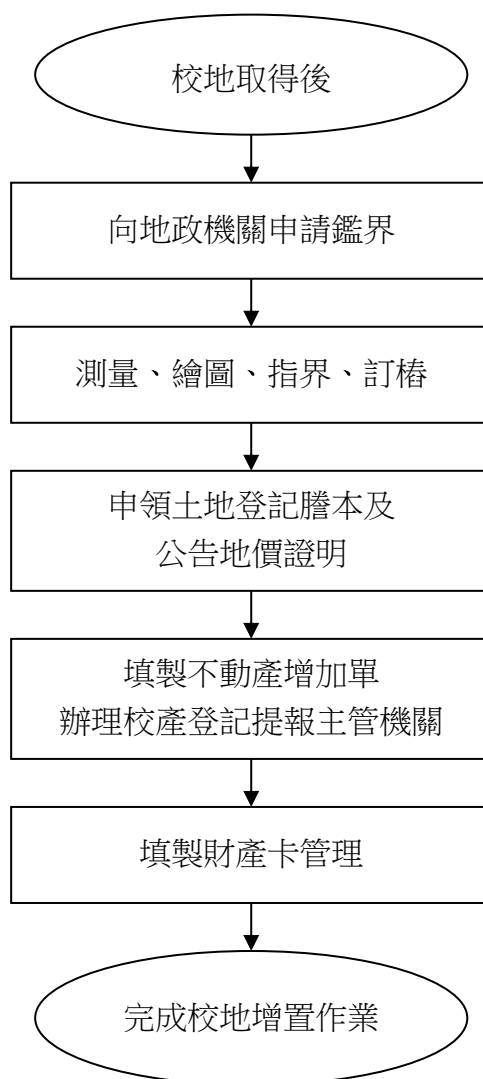 校地取得後
向地政機關申請鑑界
測量、繪圖、指界、訂樁
申領土地登記謄本及
公告地價證明
填製不動產增加單
辦理校產登記提報主管機關
填製財產卡管理
完成校地增置作業